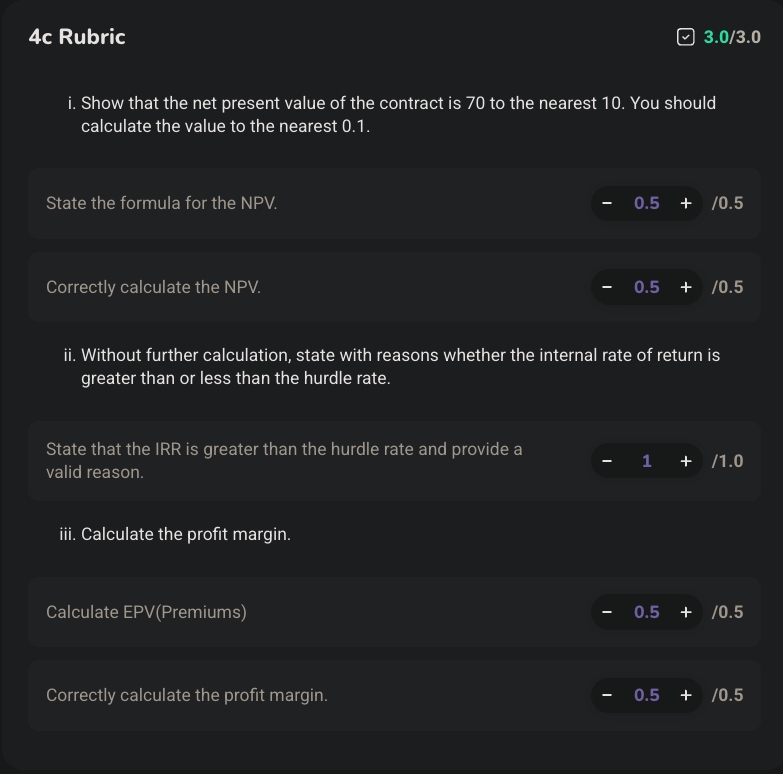 4c Rubric
3.0/3.0
i. Show that the net present value of the contract is 70 to the nearest 10. You should
calculate the value to the nearest 0.1.
State the formula for the NPV.
− 0.5 + /0.5
Correctly calculate the NPV.
− 0.5 + /0.5
ii. Without further calculation, state with reasons whether the internal rate of return is
greater than or less than the hurdle rate.
State that the IRR is greater than the hurdle rate and provide a
valid reason.
− 1 + /1.0
iii. Calculate the profit margin.
Calculate EPV(Premiums)
− 0.5 + /0.5
Correctly calculate the profit margin.
− 0.5 + /0.5